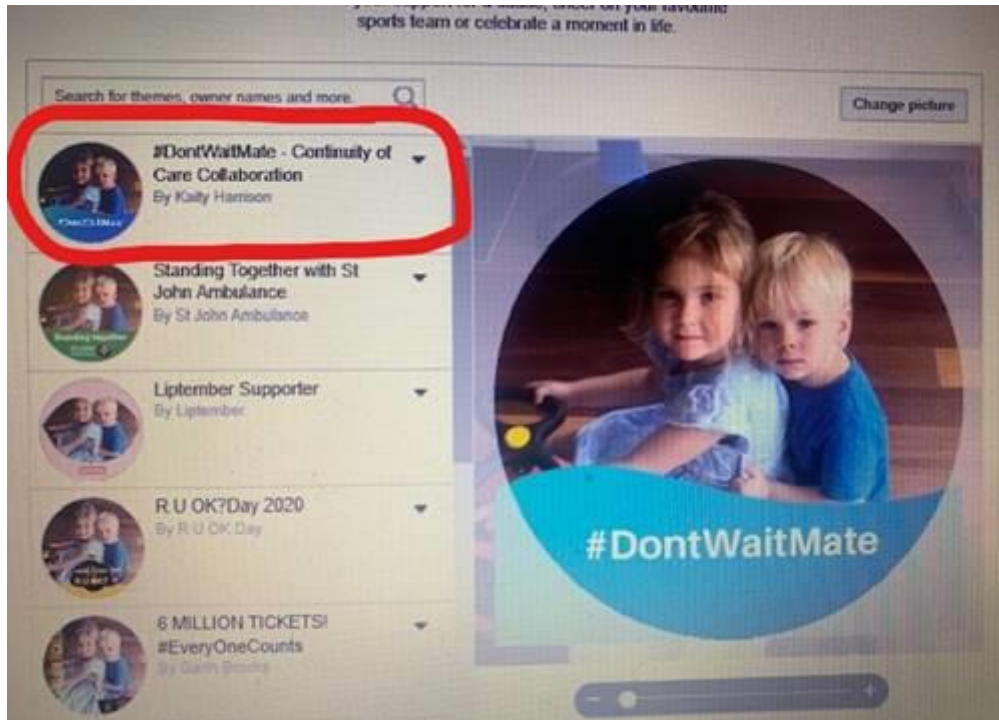 sports team or celebrate a moment in life.
Search for themes, owner names and more.
Change picture
#DontWaitMate - Continuity of
Care Collaboration
By Kaity Harrison
Standing Together with St
John Ambulance
By St John Ambulance
Standing Together
Liptember Supporter
By Liptember
R U OK?Day 2020
By R U OK Day
6 MILLION TICKETS!
#EveryOneCounts
By Garth Brooks
#DontWaitMate